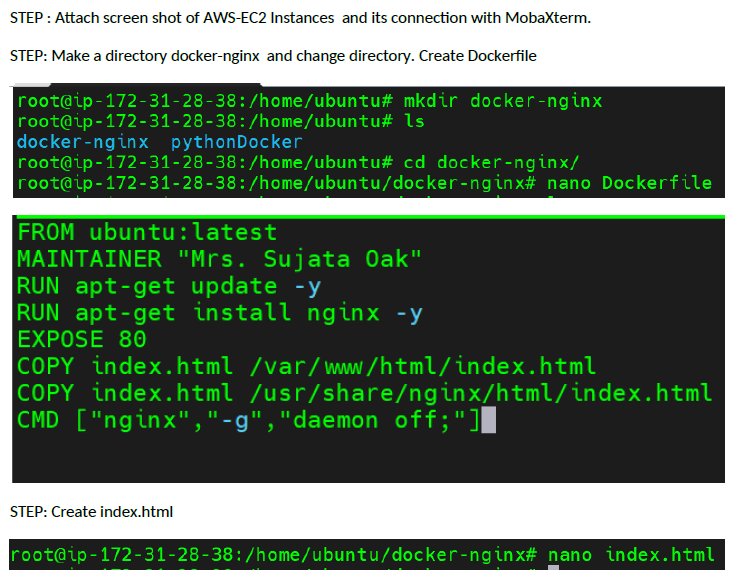 STEP : Attach screen shot of AWS-EC2 Instances  and its connection with MobaXterm.
STEP: Make a directory docker-nginx  and change directory. Create Dockerfile
root@ip-172-31-28-38:/home/ubuntu# mkdir docker-nginx
root@ip-172-31-28-38:/home/ubuntu# ls
docker-nginx  pythonDocker
root@ip-172-31-28-38:/home/ubuntu# cd docker-nginx/
root@ip-172-31-28-38:/home/ubuntu/docker-nginx# nano Dockerfile
FROM ubuntu:latest
MAINTAINER "Mrs. Sujata Oak"
RUN apt-get update -y
RUN apt-get install nginx -y
EXPOSE 80
COPY index.html /var/www/html/index.html
COPY index.html /usr/share/nginx/html/index.html
CMD ["nginx","-g","daemon off;"]
STEP: Create index.html
root@ip-172-31-28-38:/home/ubuntu/docker-nginx# nano index.html